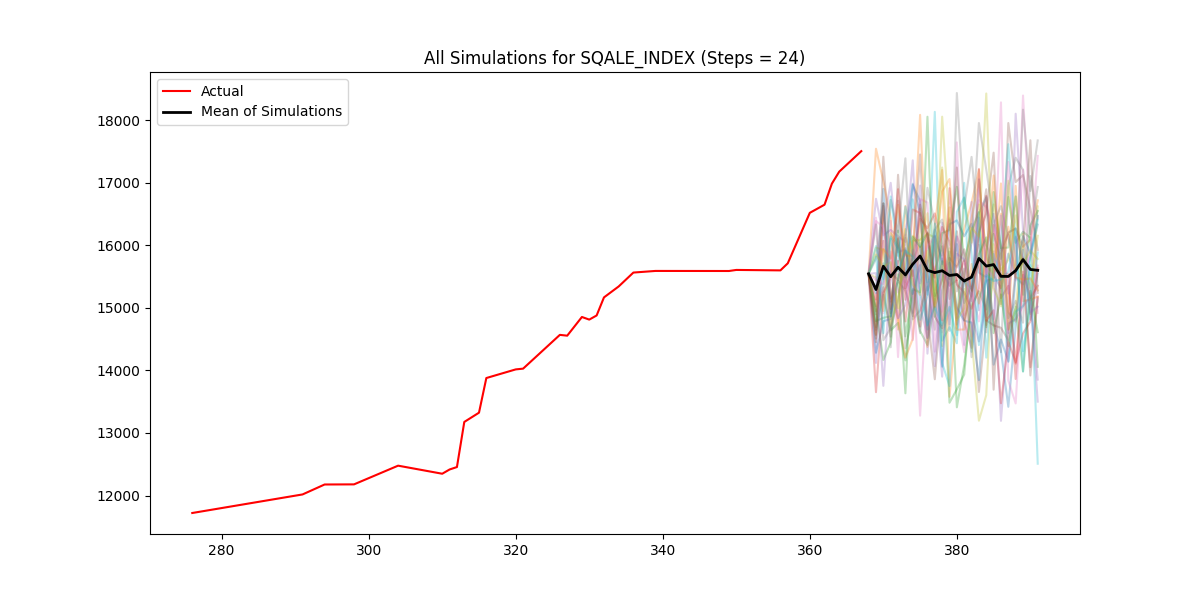 All Simulations for SQALE_INDEX (Steps = 24)
Actual
Mean of Simulations
18000
17000
16000
15000
14000
13000
12000
280 300 320 340 360 380